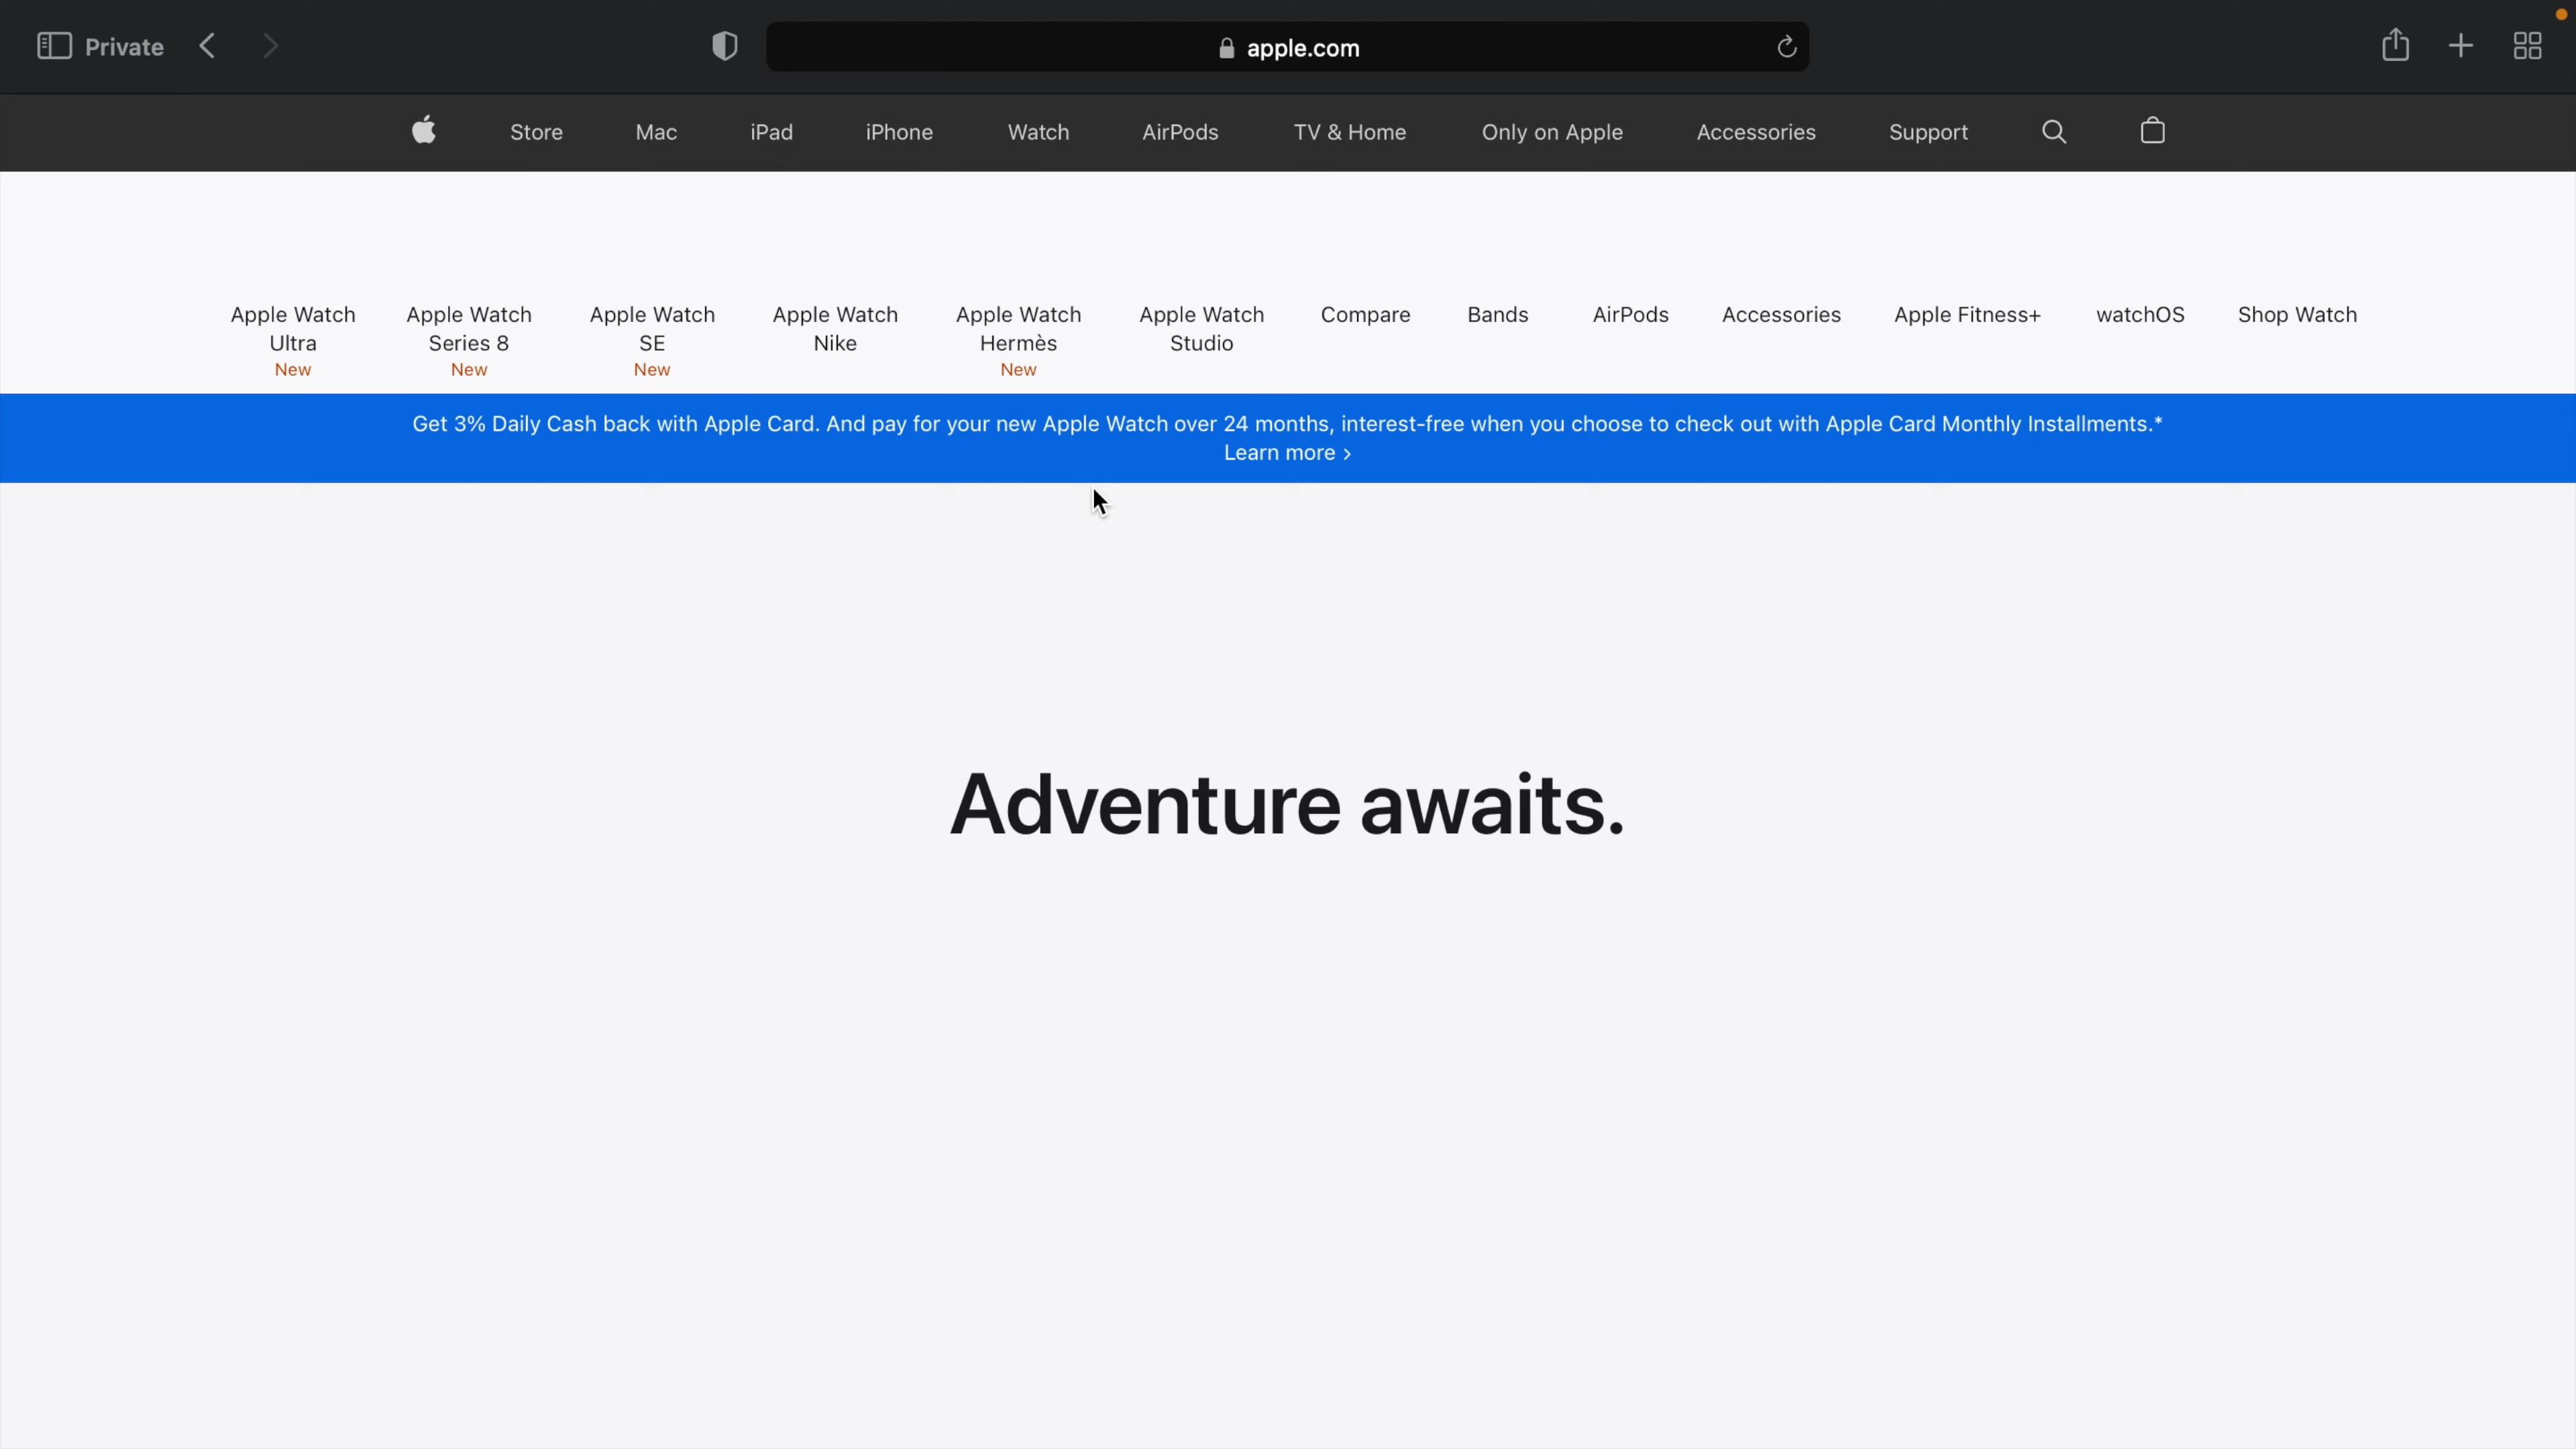 Private
apple.com
Store Mac iPad iPhone Watch AirPods TV & Home Only on Apple Accessories Support
Apple Watch Ultra New
Apple Watch Series 8 New
Apple Watch SE New
Apple Watch Nike
Apple Watch Hermès New
Apple Watch Studio
Compare
Bands
AirPods
Accessories
Apple Fitness+
watchOS
Shop Watch
Get 3% Daily Cash back with Apple Card. And pay for your new Apple Watch over 24 months, interest-free when you choose to check out with Apple Card Monthly Installments.*
Learn more >
Adventure awaits.